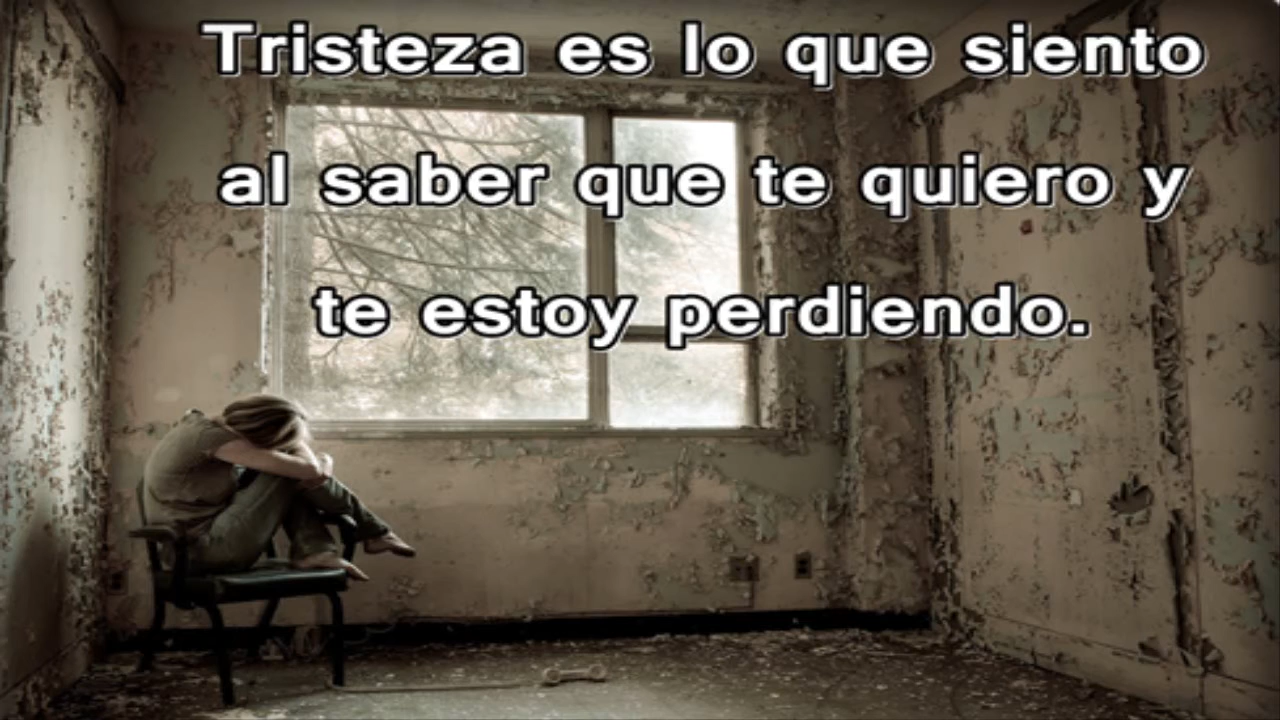 Tristeza es lo que siento
al saber que te quiero y
te estoy perdiendo.